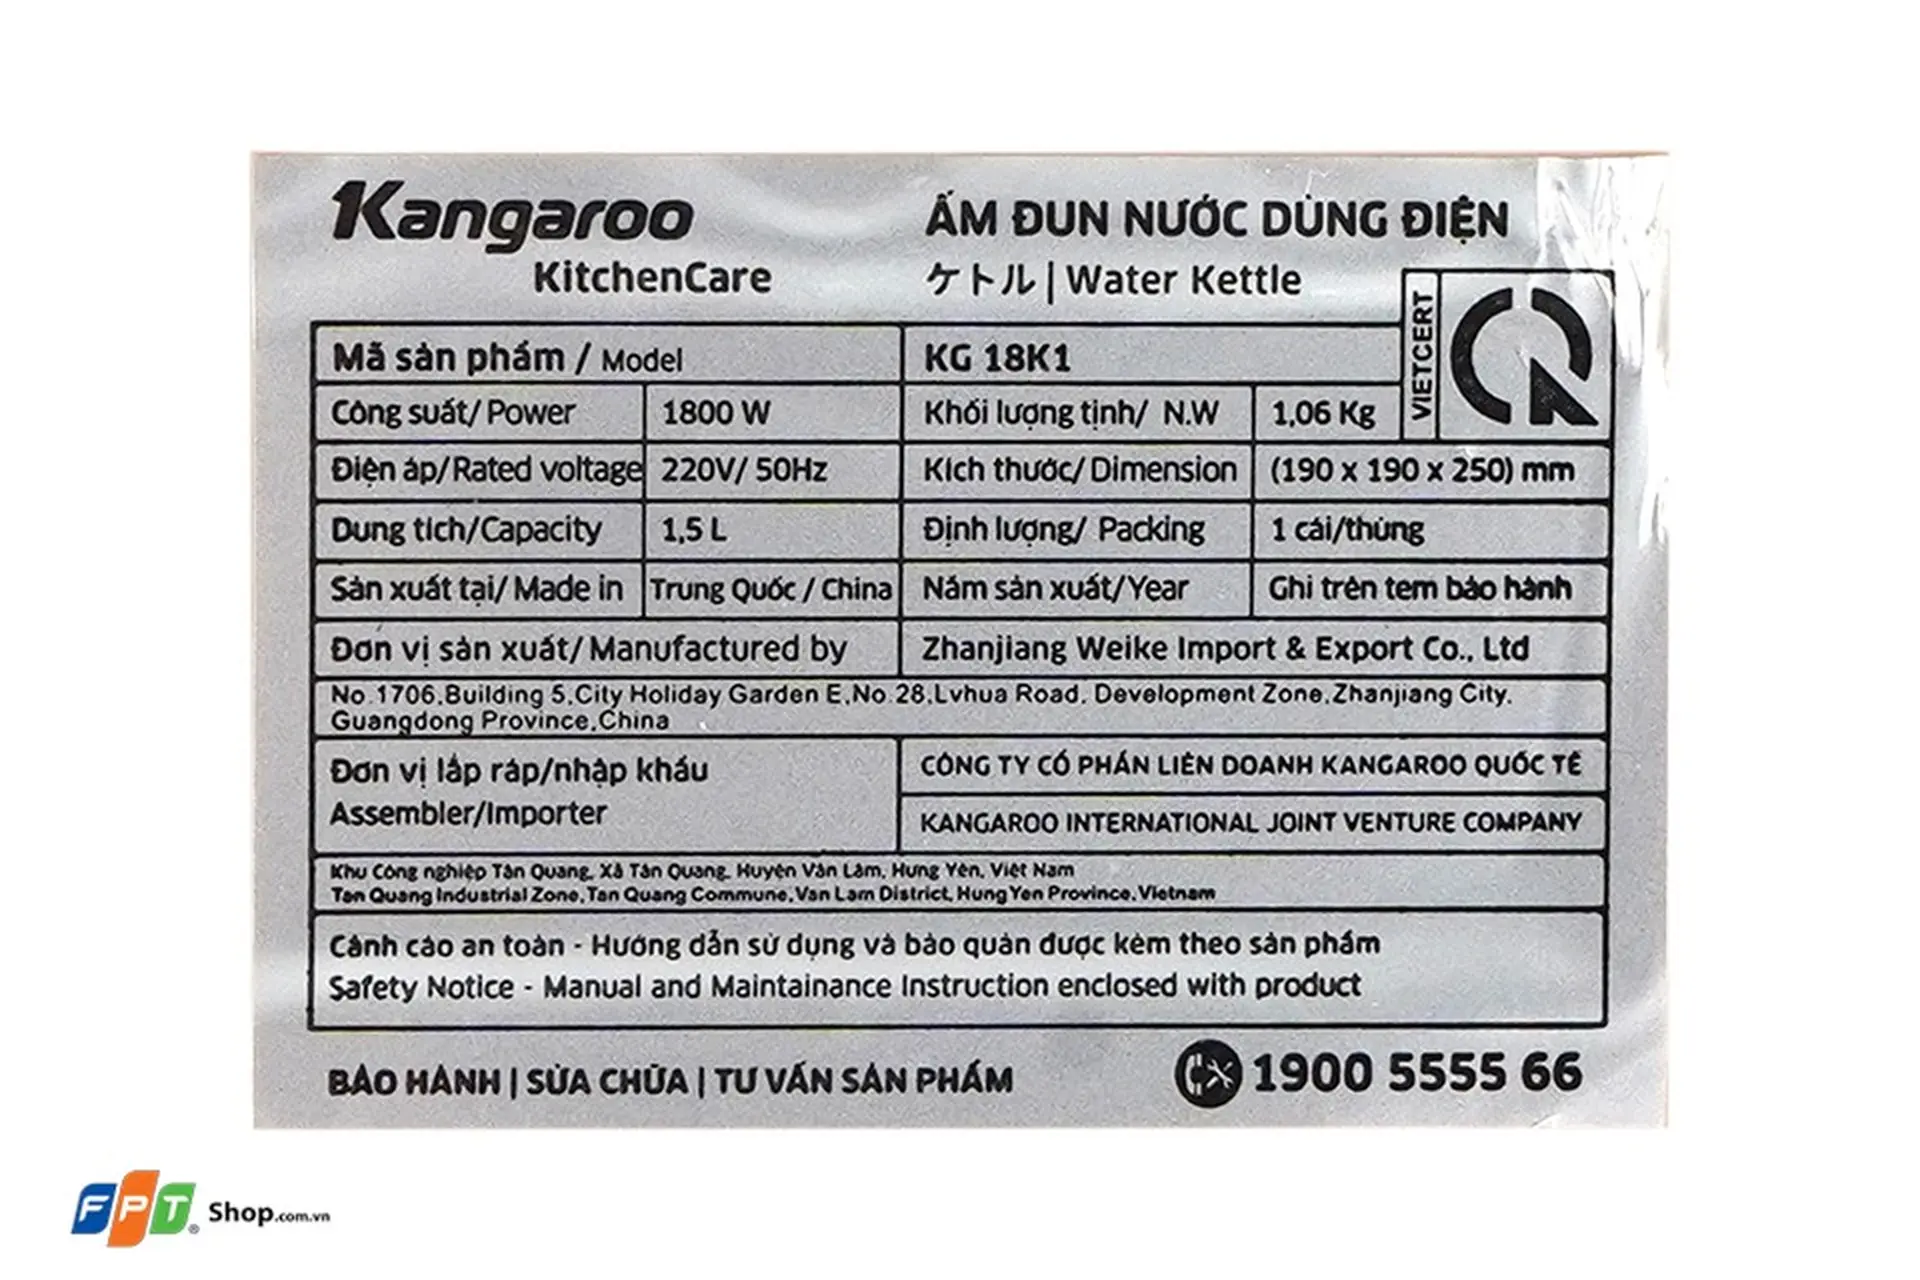 Kangaroo
KitchenCare
ẤM ĐUN NƯỚC DÙNG ĐIỆN
ケトル | Water Kettle
VIETCERT
Mã sản phẩm / Model KG 18K1
Công suất/ Power 1800 W Khối lượng tịnh/ N.W 1,06 Kg
Điện áp/Rated voltage 220V/ 50Hz Kích thước/ Dimension (190 x 190 x 250) mm
Dung tích/Capacity 1,5 L Định lượng/ Packing 1 cái/thùng
Sản xuất tại/ Made in Trung Quốc / China Năm sản xuất/Year Ghi trên tem bảo hành
Đơn vị sản xuất/ Manufactured by Zhanjiang Weike Import & Export Co., Ltd
No.1706,Building 5,City Holiday Garden E,No.28,Lvhua Road, Development Zone,Zhanjiang City,
Guangdong Province,China
Đơn vị lắp ráp/nhập khẩu
Assembler/Importer
CÔNG TY CỔ PHẦN LIÊN DOANH KANGAROO QUỐC TẾ
KANGAROO INTERNATIONAL JOINT VENTURE COMPANY
Khu Công nghiệp Tân Quang, Xã Tân Quang, Huyện Văn Lâm, Hưng Yên, Việt Nam
Tan Quang Industrial Zone, Tan Quang Commune, Van Lam District, Hung Yen Province, Vietnam
Cảnh cáo an toàn - Hướng dẫn sử dụng và bảo quản được kèm theo sản phẩm
Safety Notice - Manual and Maintainance Instruction enclosed with product
BẢO HÀNH | SỬA CHỮA | TƯ VẤN SẢN PHẨM
1900 5555 66
FPT Shop.com.vn